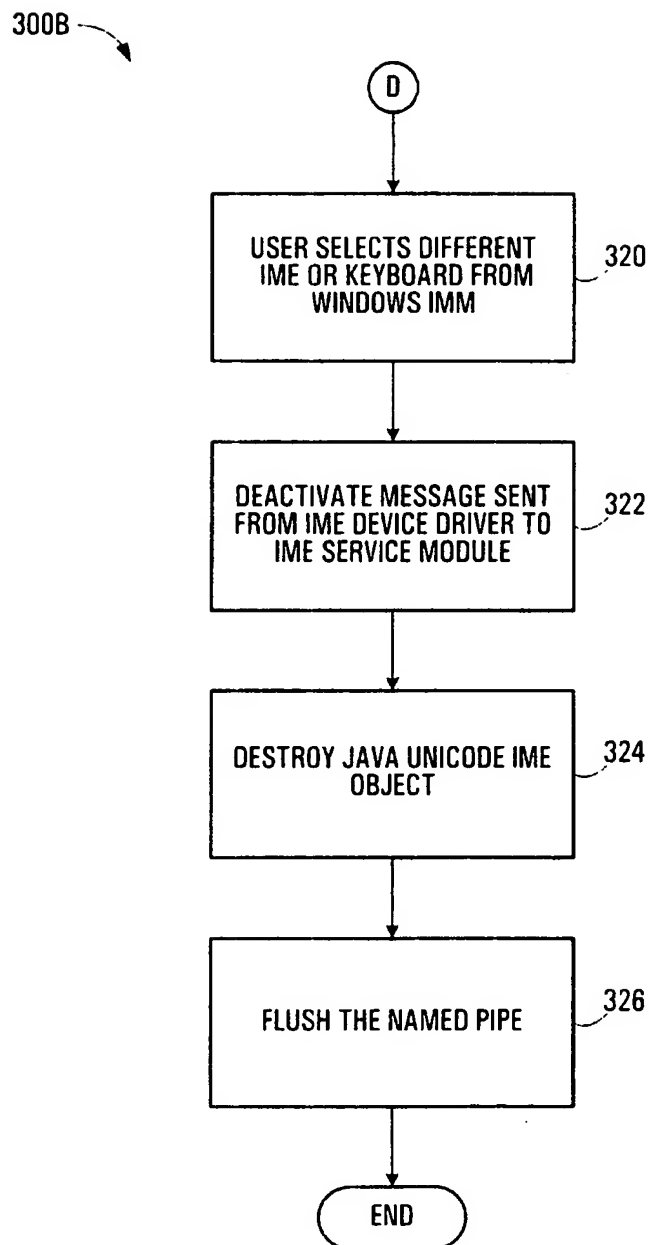 300B
D
USER SELECTS DIFFERENT
IME OR KEYBOARD FROM
WINDOWS IMM
320
DEACTIVATE MESSAGE SENT
FROM IME DEVICE DRIVER TO
IME SERVICE MODULE
322
DESTROY JAVA UNICODE IME
OBJECT
324
FLUSH THE NAMED PIPE
326
END